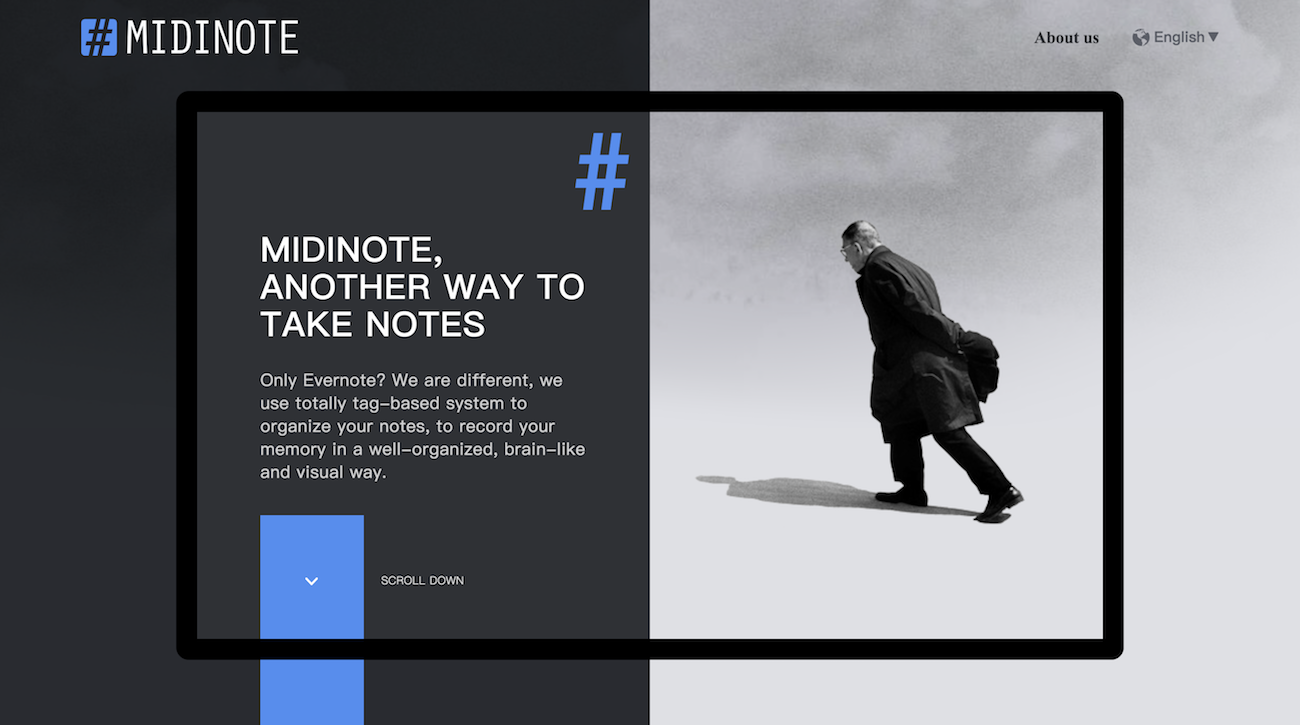 # MIDINOTE
About us
English ▼
#
MIDINOTE,
ANOTHER WAY TO
TAKE NOTES
Only Evernote? We are different, we
use totally tag-based system to
organize your notes, to record your
memory in a well-organized, brain-like
and visual way.
SCROLL DOWN